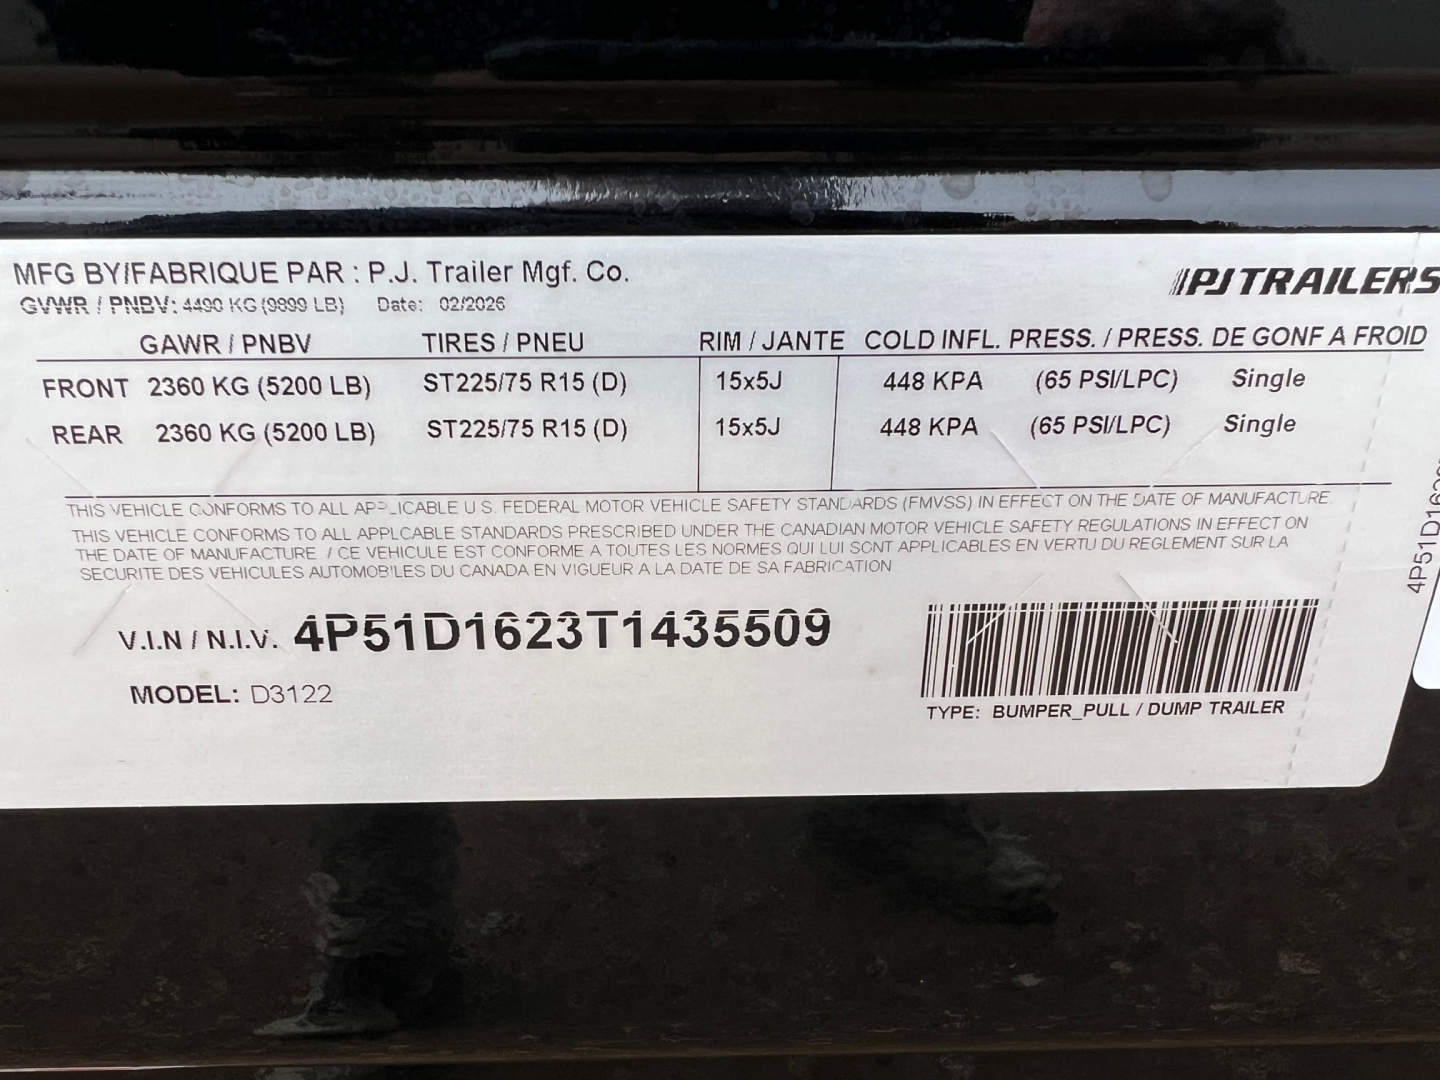 MFG BY/FABRIQUE PAR : P.J. Trailer Mgf. Co.
PJ TRAILERS
GVWR / PNBV: 4490 KG (9899 LB) Date: 02/2026
GAWR / PNBV TIRES / PNEU RIM / JANTE COLD INFL. PRESS. / PRESS. DE GONF A FROID
FRONT 2360 KG (5200 LB) ST225/75 R15 (D) 15x5J 448 KPA (65 PSI/LPC) Single
REAR 2360 KG (5200 LB) ST225/75 R15 (D) 15x5J 448 KPA (65 PSI/LPC) Single
THIS VEHICLE CONFORMS TO ALL APPLICABLE U.S. FEDERAL MOTOR VEHICLE SAFETY STANDARDS (FMVSS) IN EFFECT ON THE DATE OF MANUFACTURE.
THIS VEHICLE CONFORMS TO ALL APPLCABLE STANDARDS PRESCRIBED UNDER THE CANADIAN MOTOR VEHICLE SAFETY REGULATIONS IN EFFECT ON
THE DATE OF MANUFACTURE / CE VEHICULE EST CONFORME A TOUTES LES NORMES QUI LUI SONT APPLICABLES EN VERTU DU REGLEMENT SUR LA
SECURITE DES VEHICULES AUTOMOBILES DU CANADA EN VIGUEUR A LA DATE DE SA FABRICATION
V.I.N / N.I.V. 4P51D1623T1435509
MODEL: D3122
TYPE: BUMPER_PULL / DUMP TRAILER